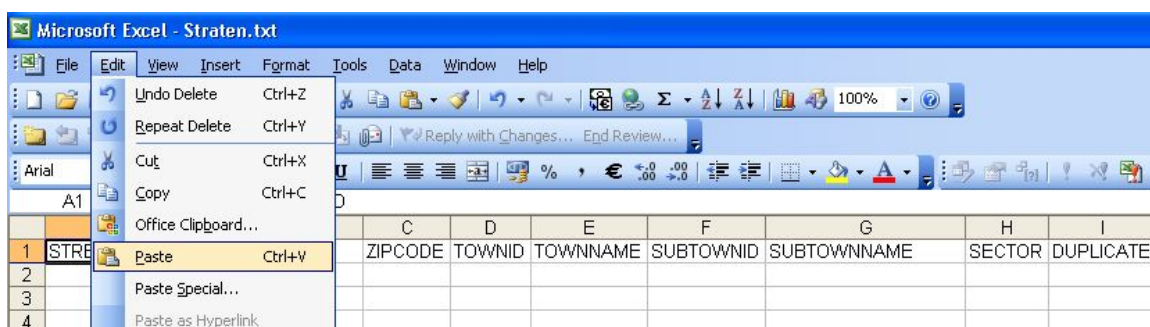 Microsoft Excel - Straten.txt
File Edit View Insert Format Tools Data Window Help
Undo Delete Ctrl+Z
100%
Repeat Delete Ctrl+Y
Reply with Changes... End Review...
Arial
Cut Ctrl+X
U % , €
A1
Copy Ctrl+C
Office Clipboard...
C D E F G H I
1 STRE
Paste Ctrl+V
ZIPCODE TOWNID TOWNNAME SUBTOWNID SUBTOWNNAME SECTOR DUPLICATE
2
Paste Special...
3
Paste as Hyperlink
4